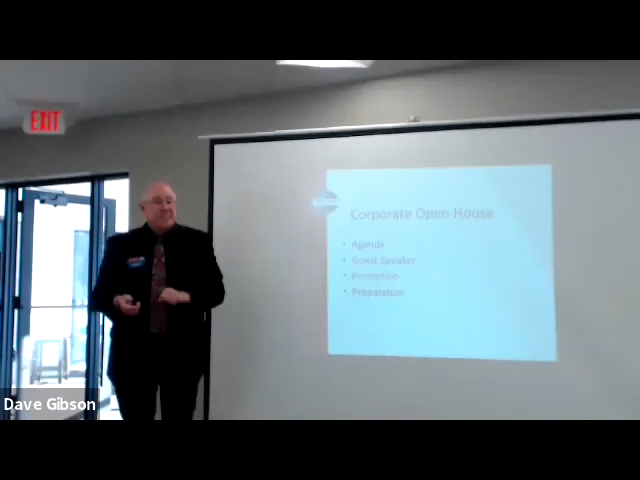 EXIT
Corporate Open House
• Agenda
• Guest Speaker
• Promotion
• Preparation
Dave Gibson